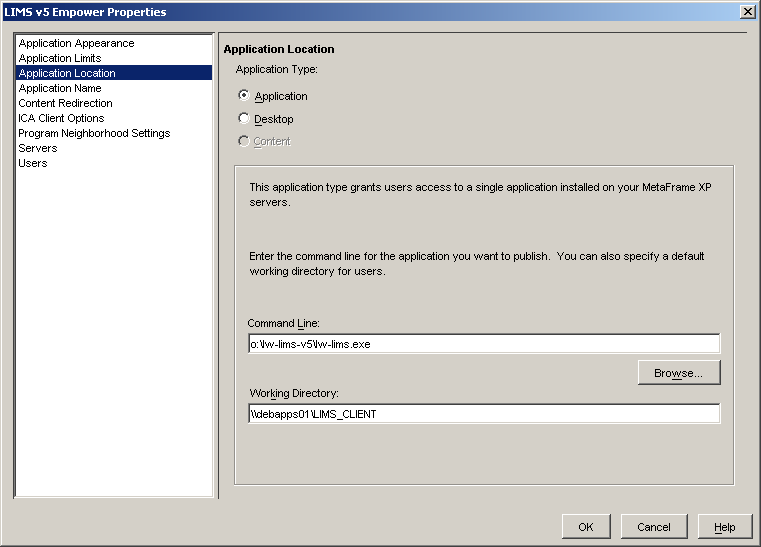 LIMS v5 Empower Properties
Application Appearance
Application Limits
Application Location
Application Name
Content Redirection
ICA Client Options
Program Neighborhood Settings
Servers
Users
Application Location
Application Type:
Application
Desktop
Content
This application type grants users access to a single application installed on your MetaFrame XP
servers.
Enter the command line for the application you want to publish.  You can also specify a default
working directory for users.
Command Line:
o:\lw-lims-v5\lw-lims.exe
Browse...
Working Directory:
\\debapps01\LIMS_CLIENT
OK
Cancel
Help